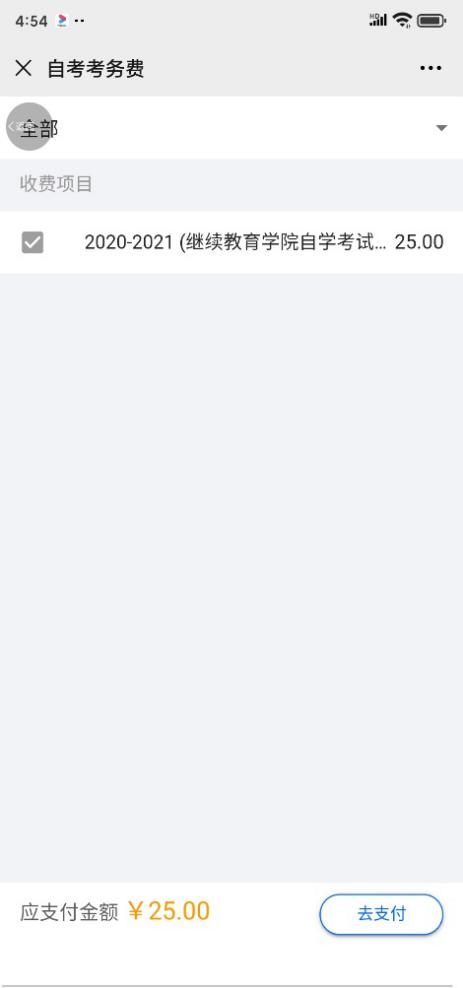 4:54
自考考务费
全部
收费项目
2020-2021 (继续教育学院自学考试... 25.00
应支付金额 ¥25.00
去支付